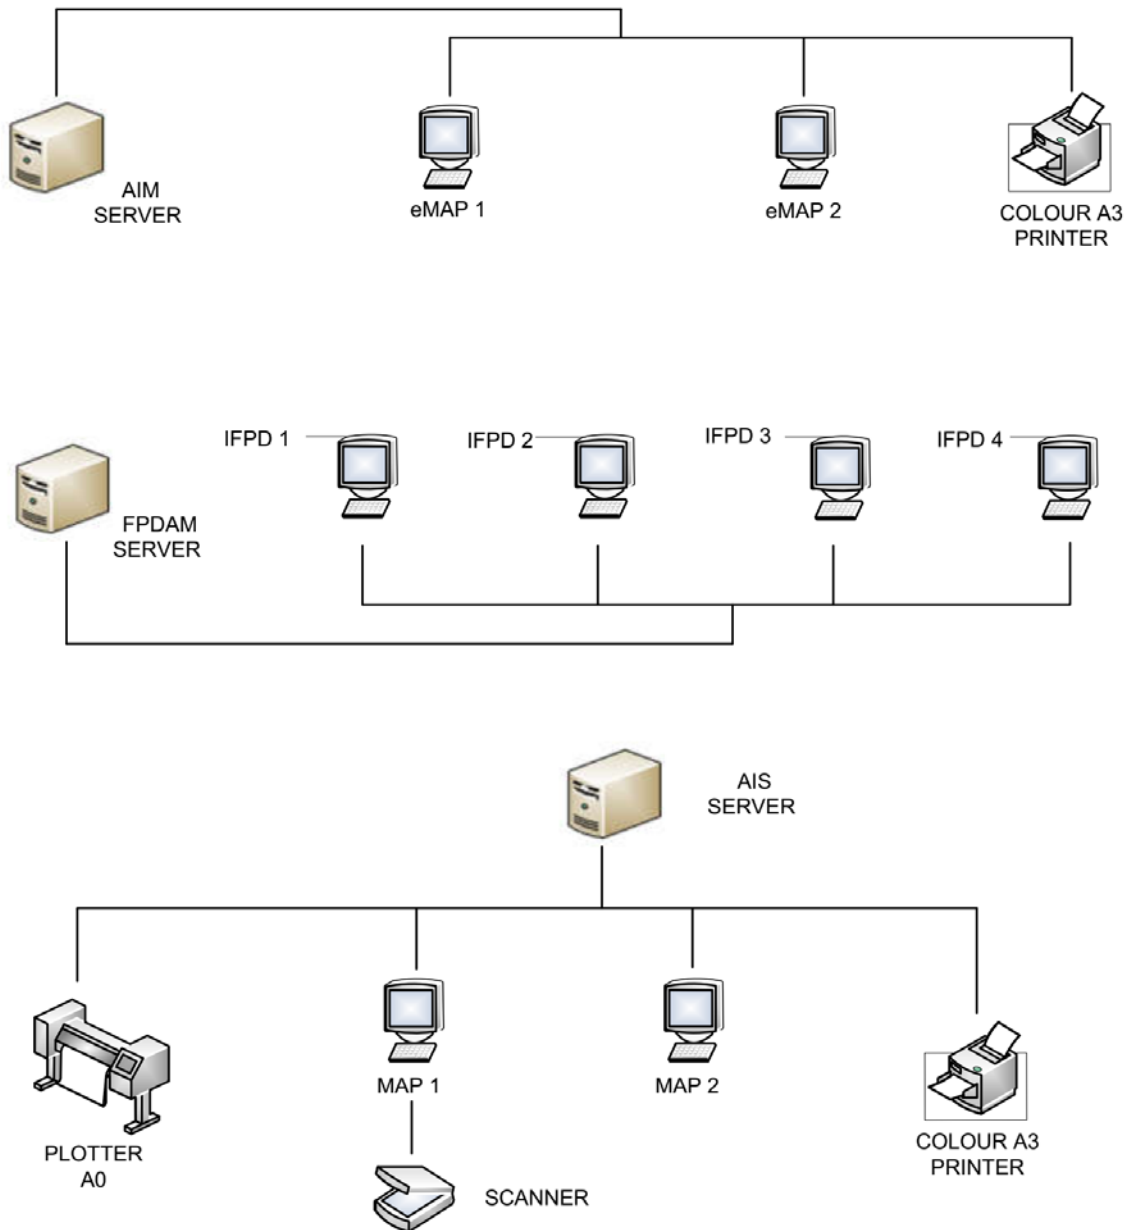 AIM
SERVER
eMAP 1
eMAP 2
COLOUR A3
PRINTER
IFPD 1
IFPD 2
IFPD 3
IFPD 4
FPDAM
SERVER
AIS
SERVER
MAP 1
MAP 2
PLOTTER
A0
COLOUR A3
PRINTER
SCANNER